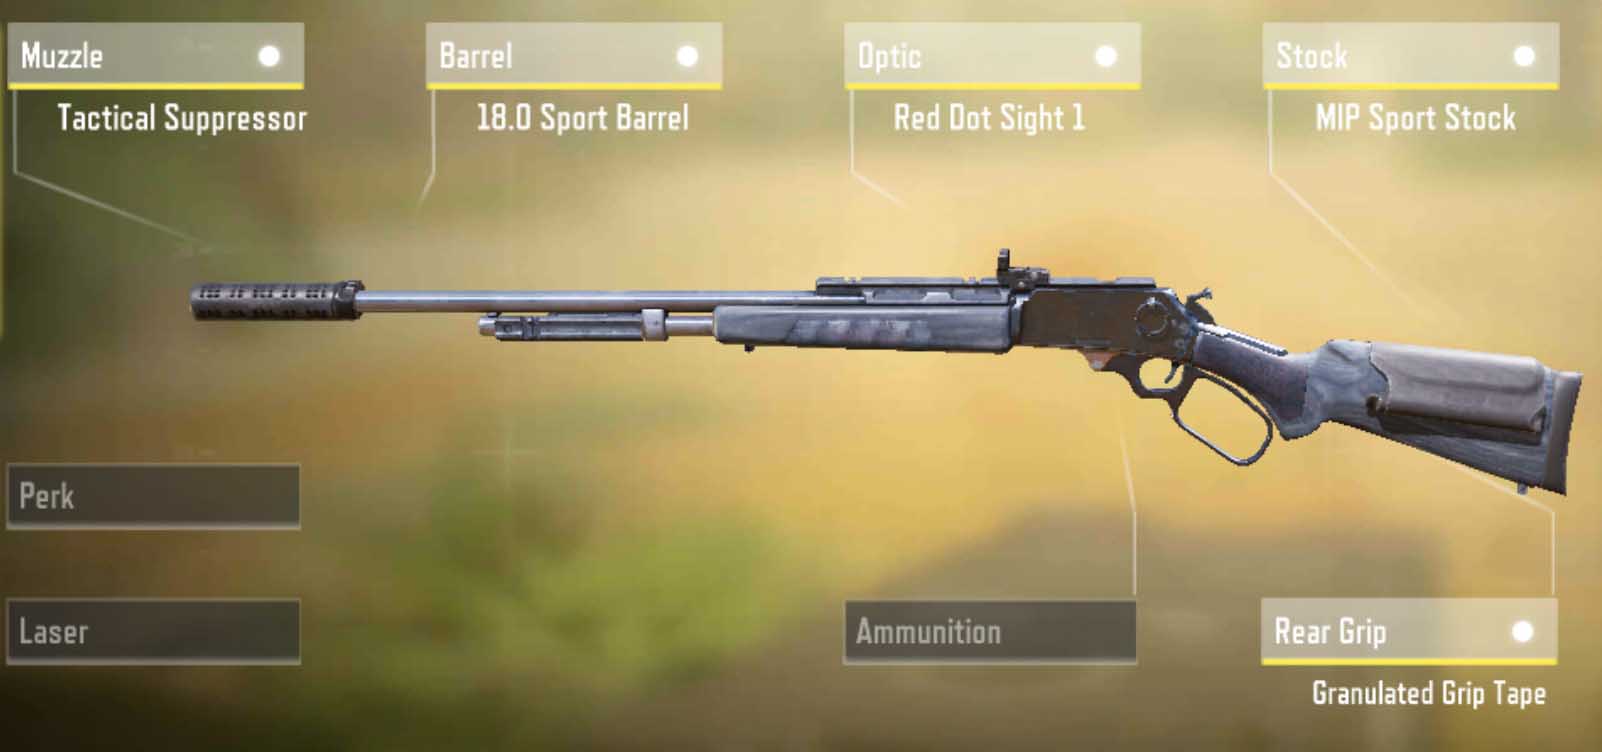 Muzzle
Barrel
Optic
Stock
Tactical Suppressor
18.0 Sport Barrel
Red Dot Sight 1
MIP Sport Stock
Perk
Laser
Ammunition
Rear Grip
Granulated Grip Tape